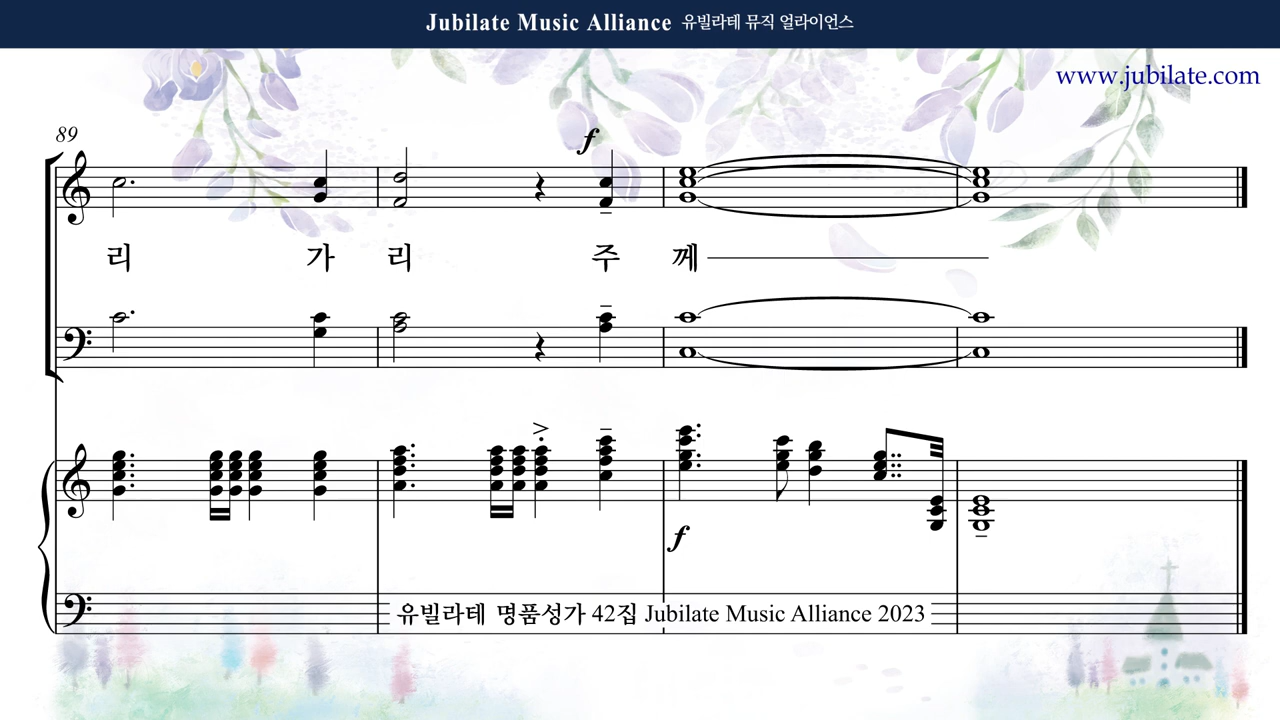 Jubilate Music Alliance 유빌라테 뮤직 얼라이언스
www.jubilate.com
89
f
리 가 리 주 께
f
유빌라테 명품성가 42집 Jubilate Music Alliance 2023